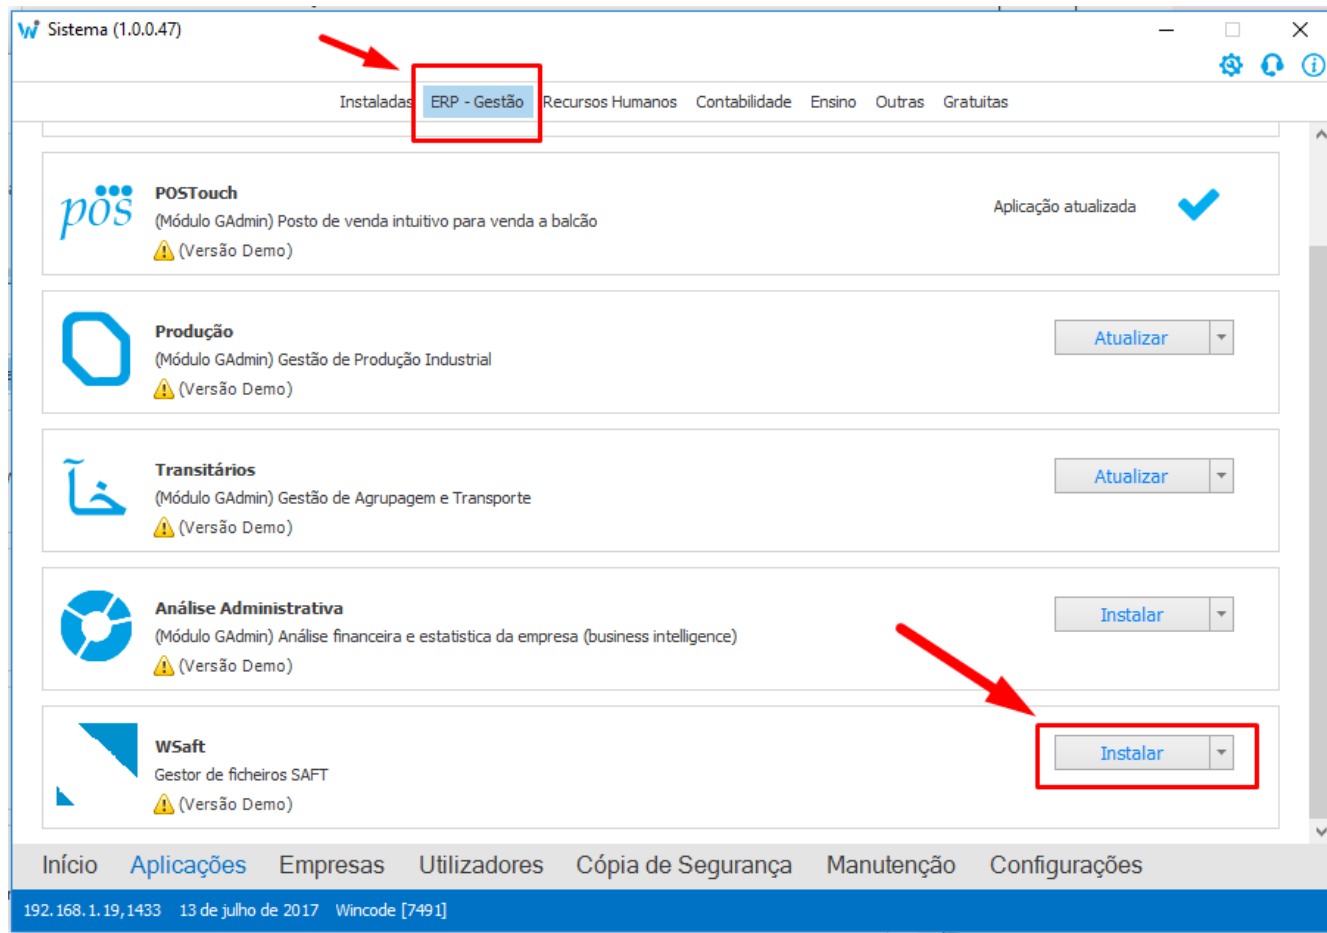 Sistema (1.0.0.47)
Instaladas ERP - Gestão Recursos Humanos Contabilidade Ensino Outras Gratuitas
pos
POSTouch
(Módulo GAdmin) Posto de venda intuitivo para venda a balcão
(Versão Demo)
Aplicação atualizada
Produção
(Módulo GAdmin) Gestão de Produção Industrial
(Versão Demo)
Atualizar
Transitários
(Módulo GAdmin) Gestão de Agrupagem e Transporte
(Versão Demo)
Atualizar
Análise Administrativa
(Módulo GAdmin) Análise financeira e estatistica da empresa (business intelligence)
(Versão Demo)
Instalar
WSaft
Gestor de ficheiros SAFT
(Versão Demo)
Instalar
Início Aplicações Empresas Utilizadores Cópia de Segurança Manutenção Configurações
192.168.1.19,1433 13 de julho de 2017 Wincode [7491]